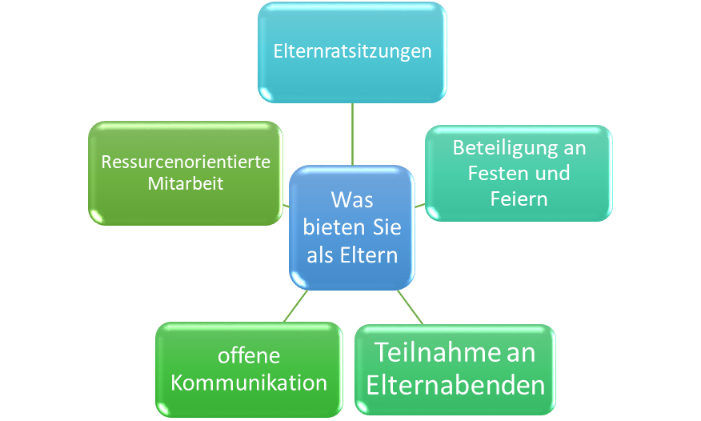 Elternratsitzungen
Ressurcenorientierte
Mitarbeit
Beteiligung an
Festen und
Feiern
Was
bieten Sie
als Eltern
offene
Kommunikation
Teilnahme an
Elternabenden